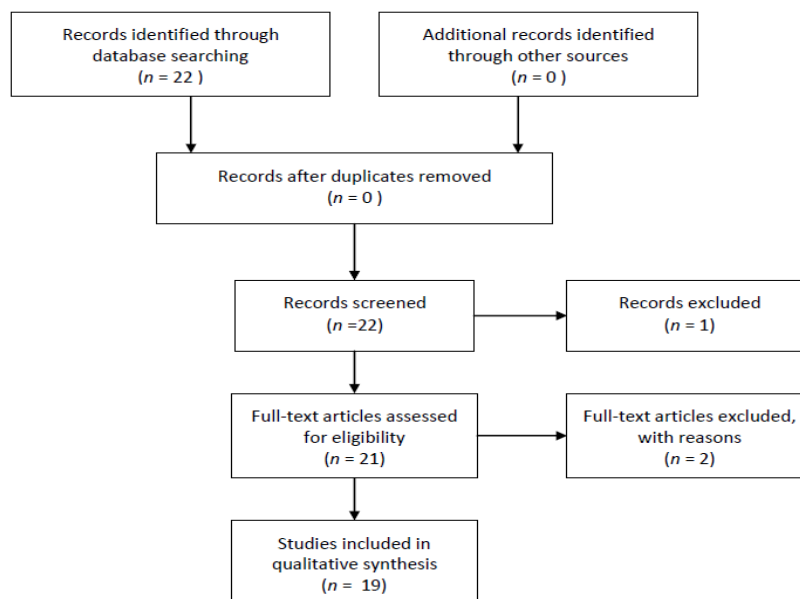 Records identified through
database searching
(n = 22 )
Additional records identified
through other sources
(n = 0 )
Records after duplicates removed
(n = 0 )
Records screened
(n =22)
Records excluded
(n = 1)
Full-text articles assessed
for eligibility
(n = 21)
Full-text articles excluded,
with reasons
(n = 2)
Studies included in
qualitative synthesis
(n = 19)